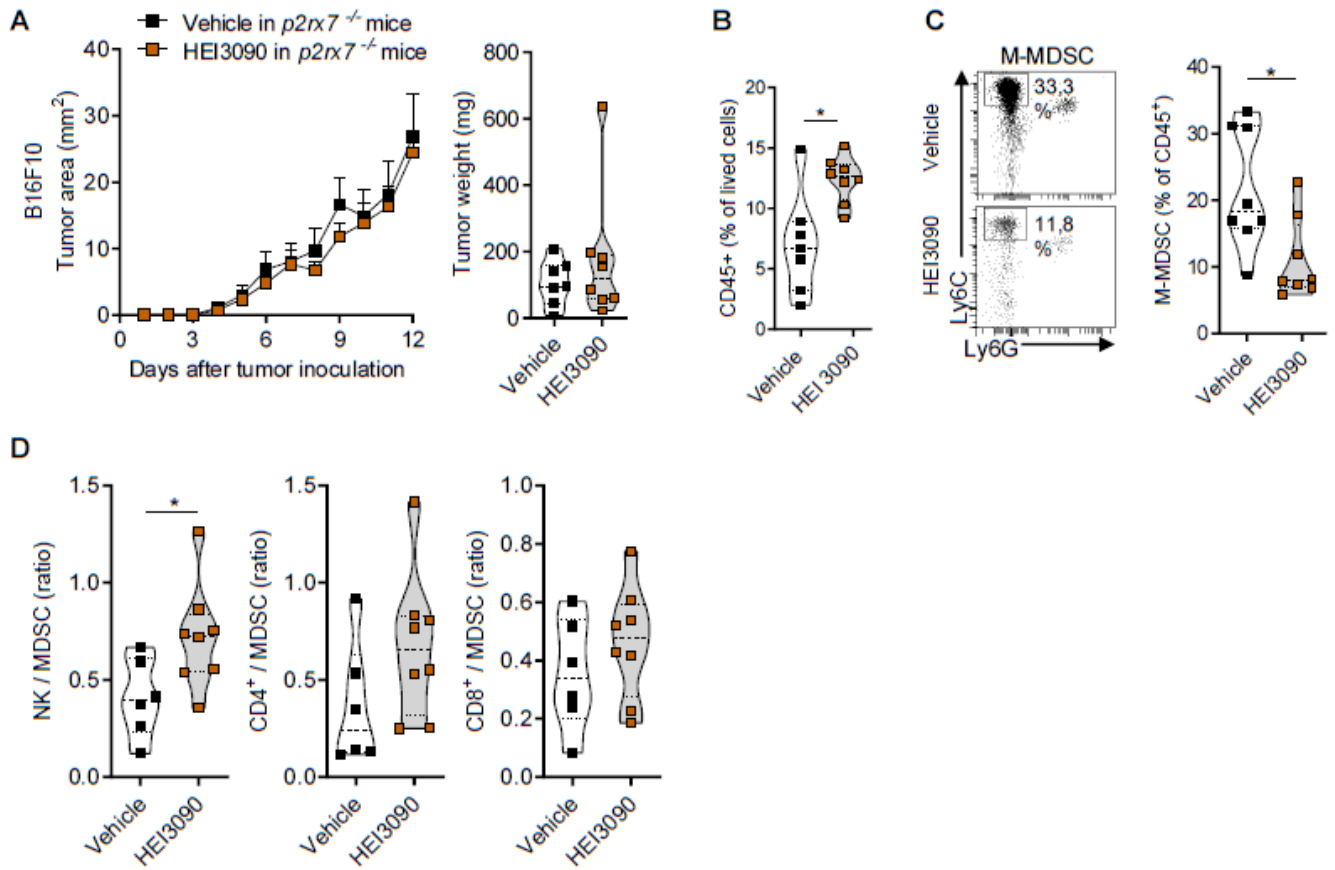 A
Vehicle in p2rx7 -/- mice
HEI3090 in p2rx7 -/- mice
B16F10
Tumor area (mm2)
40
30
20
10
0
0 3 6 9 12
Days after tumor inoculation
Tumor weight (mg)
800
600
400
200
0
Vehicle
HEI3090
B
CD45+ (% of lived cells)
20
15
10
5
0
*
Vehicle
HEI 3090
C
M-MDSC
Vehicle
33,3
%
HEI3090
11,8
%
Ly6C
Ly6G
M-MDSC (% of CD45+)
40
30
20
10
0
*
Vehicle
HEI3090
D
NK / MDSC (ratio)
1.5
1.0
0.5
0.0
*
Vehicle
HEI3090
CD4+ / MDSC (ratio)
1.5
1.0
0.5
0.0
Vehicle
HEI3090
CD8+ / MDSC (ratio)
1.0
0.8
0.6
0.4
0.2
0.0
Vehicle
HEI3090